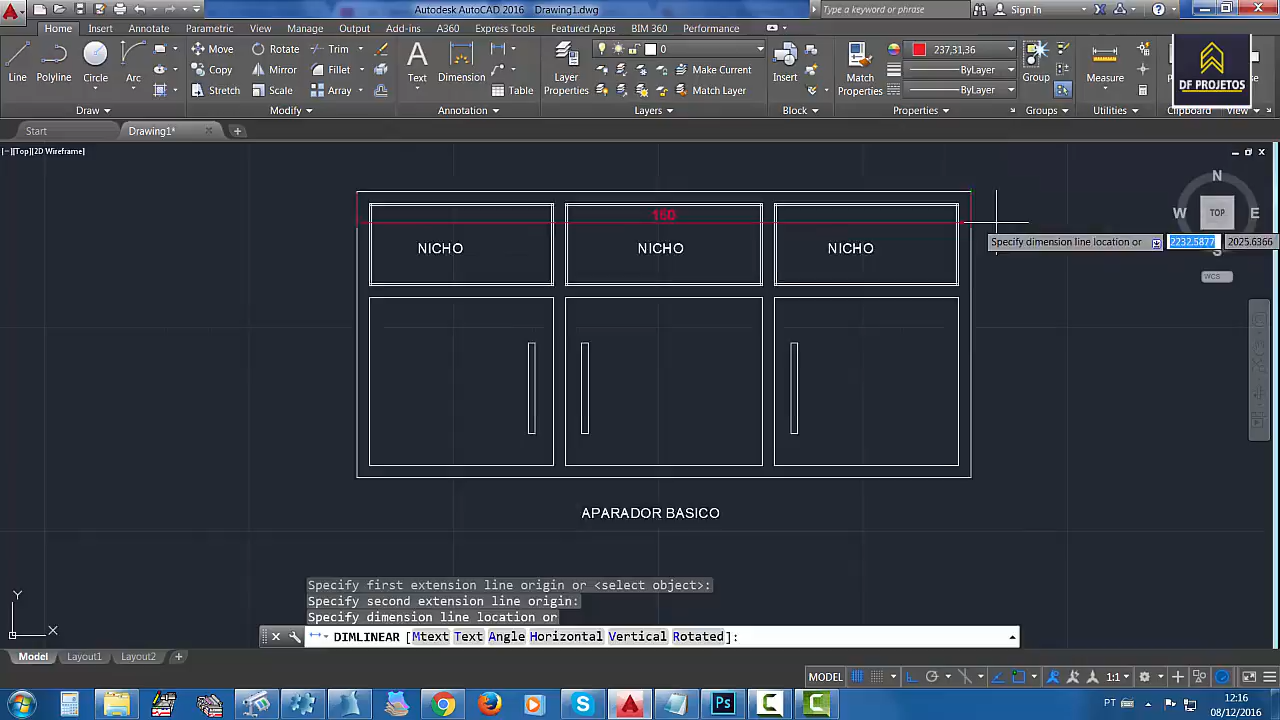 Autodesk AutoCAD 2016 Drawing1.dwg
Type a keyword or phrase
Sign In
Home Insert Annotate Parametric View Manage Output Add-ins A360 Express Tools Featured Apps BIM 360 Performance
Line Polyline Circle Arc
Move Rotate Trim
Copy Mirror Fillet
Stretch Scale Array
Text Dimension Table
Layer Properties
0
Make Current
Match Layer
Insert
Match Properties
237,31,36
ByLayer
ByLayer
Group Measure
DF PROJETOS
Draw Modify Annotation Layers Block Properties Groups Utilities Clipboard View
Start Drawing1*
[−][Top][2D Wireframe]
N
W TOP E
S
WCS
160
NICHO NICHO NICHO
Specify dimension line location or 2232.5877 2025.6366
APARADOR BASICO
Specify first extension line origin or <select object>:
Specify second extension line origin:
Specify dimension line location or
DIMLINEAR [Mtext Text Angle Horizontal Vertical Rotated]:
Y
X
Model Layout1 Layout2
MODEL 1:1
PT
12:16
08/12/2016